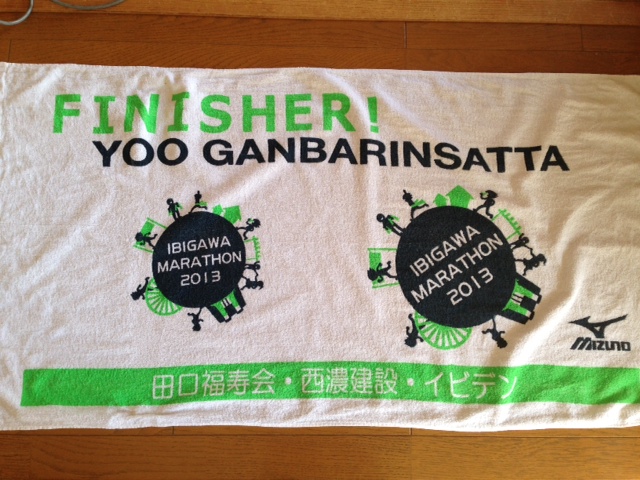 FINISHER!
YOO GANBARINSATTA
IBIGAWA
MARATHON
2013
IBIGAWA
MARATHON
2013
MIZUNO
田口福寿会・西濃建設・イビデン